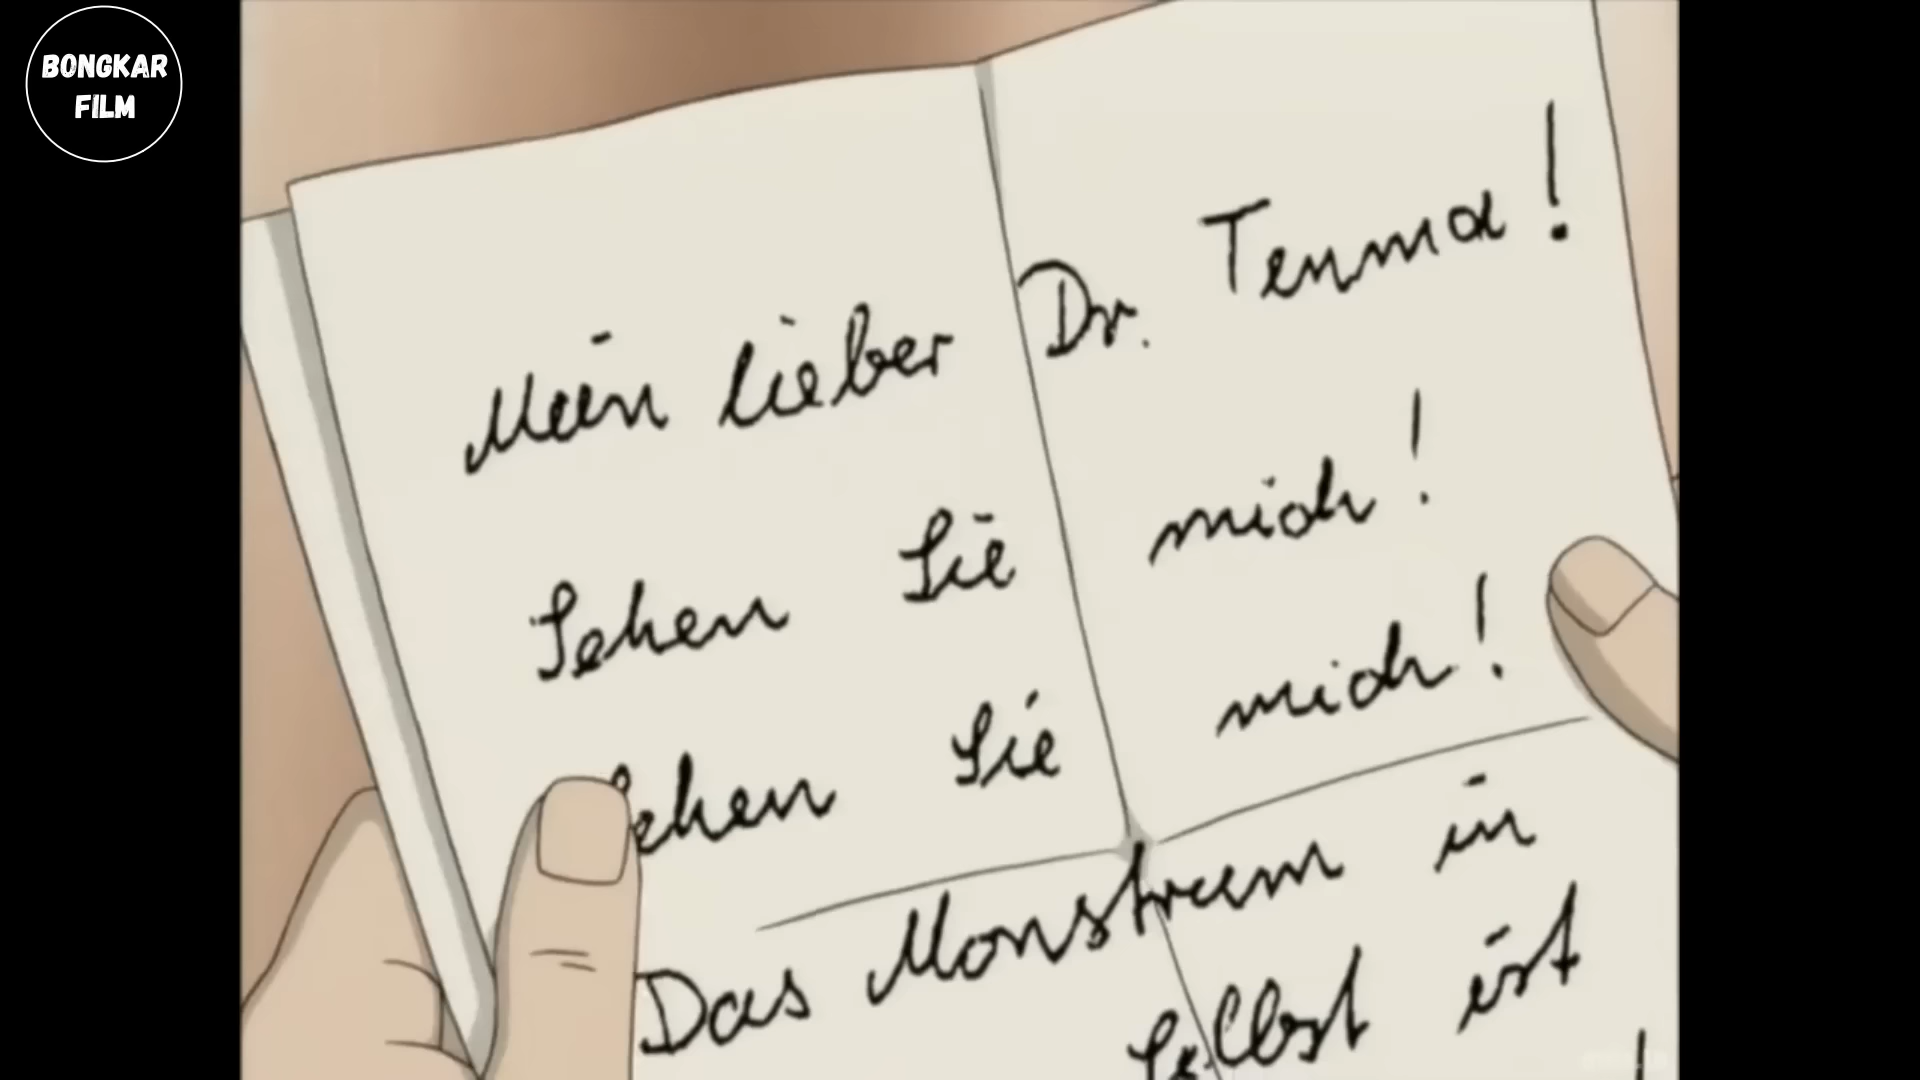 BONGKAR
FILM
Mein lieber Dr. Tenma!
Sehen Sie mich!
Sehen Sie mich!
Das Monstrum in
Selbst ist
!